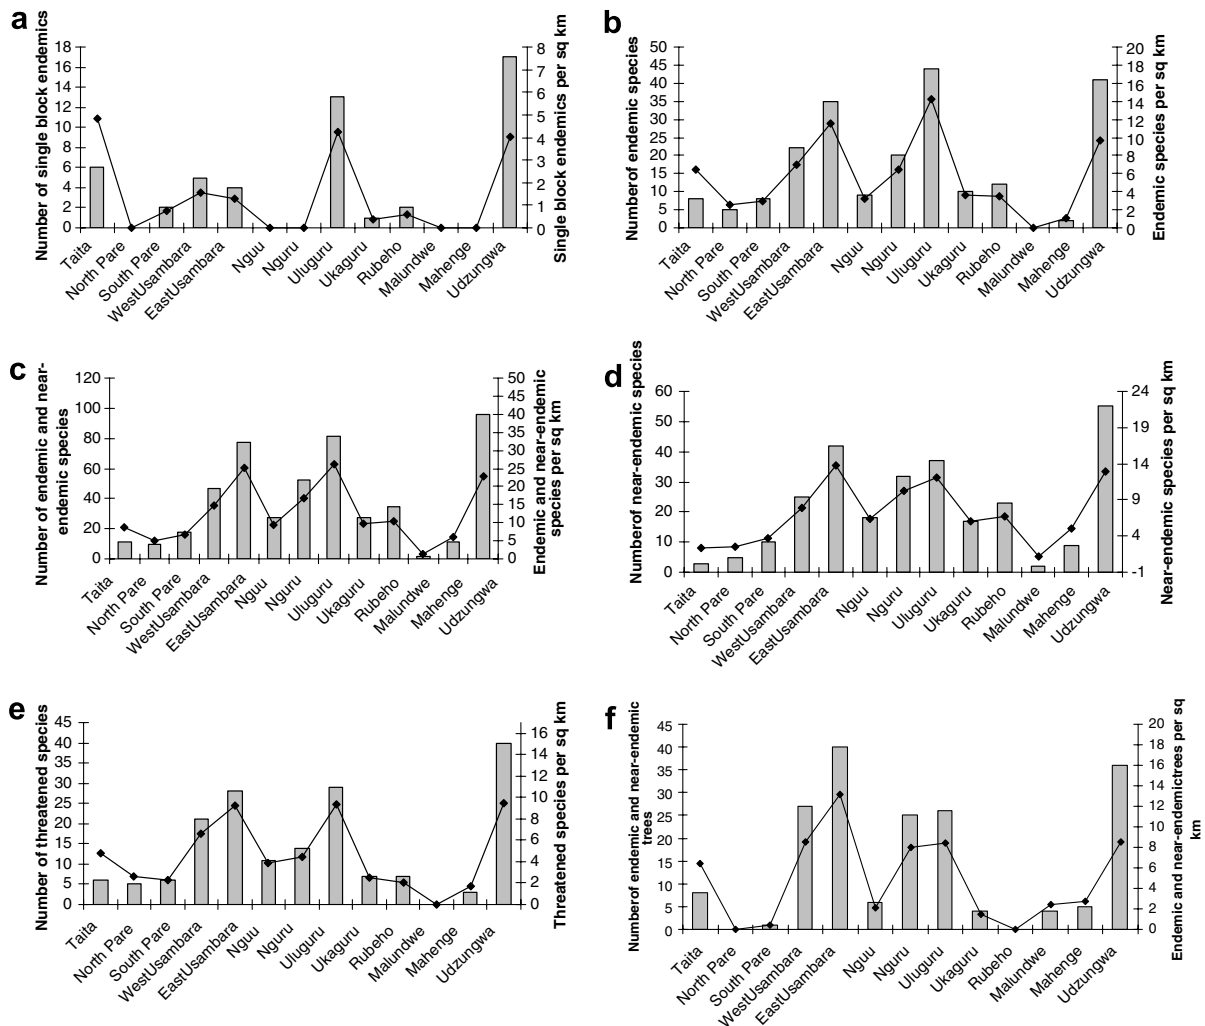 a
Number of single block endemics
18
16
14
12
10
8
6
4
2
0
8
7
6
5
4
3
2
1
0
Single block endemics per sq km
Taita
North Pare
South Pare
WestUsambara
EastUsambara
Nguu
Nguru
Uluguru
Ukaguru
Rubeho
Malundwe
Mahenge
Udzungwa
b
Numberof endemic species
50
45
40
35
30
25
20
15
10
5
0
20
18
16
14
12
10
8
6
4
2
0
Endemic species per sq km
Taita
North Pare
South Pare
WestUsambara
EastUsambara
Nguu
Nguru
Uluguru
Ukaguru
Rubeho
Malundwe
Mahenge
Udzungwa
c
Number of endemic and near-
endemic species
120
100
80
60
40
20
0
50
45
40
35
30
25
20
15
10
5
0
Endemic and near-endemic
species per sq km
Taita
North Pare
South Pare
WestUsambara
EastUsambara
Nguu
Nguru
Uluguru
Ukaguru
Rubeho
Malundwe
Mahenge
Udzungwa
d
Numberof near-endemic species
60
50
40
30
20
10
0
24
19
14
9
4
-1
Near-endemic species per sq km
Taita
North Pare
South Pare
WestUsambara
EastUsambara
Nguu
Nguru
Uluguru
Ukaguru
Rubeho
Malundwe
Mahenge
Udzungwa
e
Number of threatened species
45
40
35
30
25
20
15
10
5
0
16
14
12
10
8
6
4
2
0
Threatened species per sq km
Taita
North Pare
South Pare
WestUsambara
EastUsambara
Nguu
Nguru
Uluguru
Ukaguru
Rubeho
Malundwe
Mahenge
Udzungwa
f
Numberof endemic and near-endemic
trees
45
40
35
30
25
20
15
10
5
0
20
18
16
14
12
10
8
6
4
2
0
Endemic and near-endemictrees per sq
km
Taita
North Pare
South Pare
WestUsambara
EastUsambara
Nguu
Nguru
Uluguru
Ukaguru
Rubeho
Malundwe
Mahenge
Udzungwa